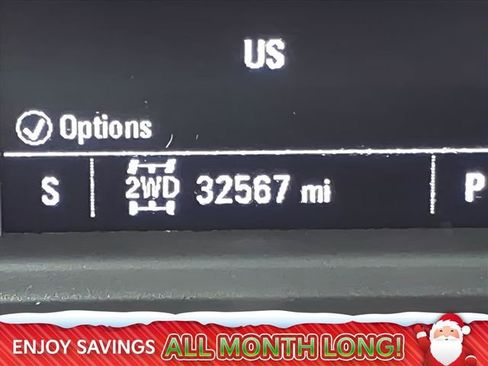 US
Options
S 2WD 32567 mi P
ENJOY SAVINGS ALL MONTH LONG!